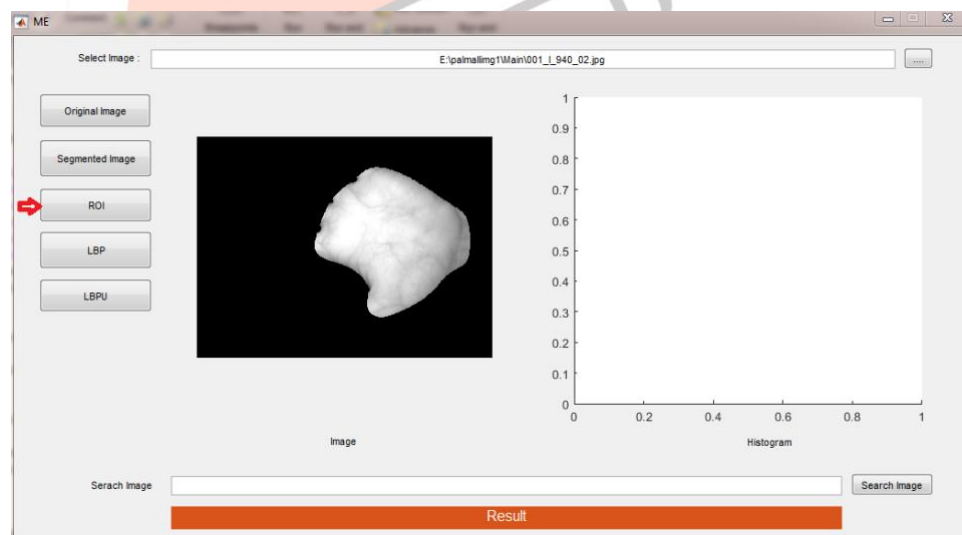 ME
Select Image :
E:\palmallimg1\Main\001_l_940_02.jpg
....
Original Image
Segmented Image
ROI
LBP
LBPU
1
0.9
0.8
0.7
0.6
0.5
0.4
0.3
0.2
0.1
0
0 0.2 0.4 0.6 0.8 1
Image
Histogram
Serach Image
Search Image
Result